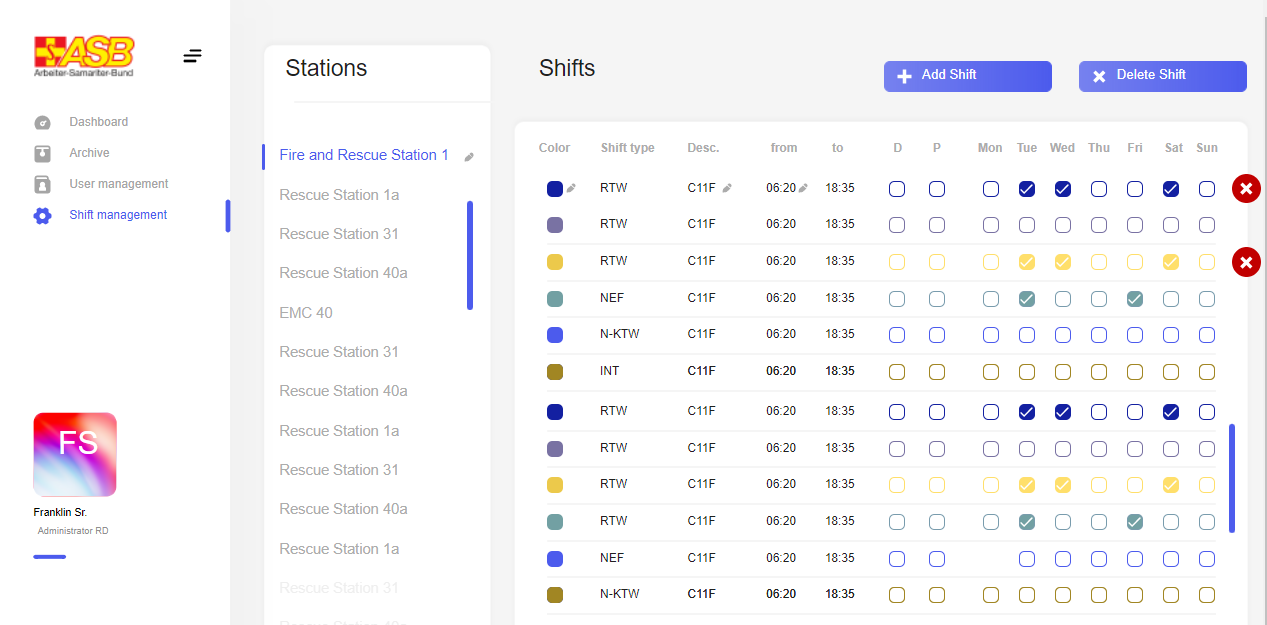 ASB
Arbeiter-Samariter-Bund
Dashboard
Archive
User management
Shift management
FS
Franklin Sr.
Administrator RD
Stations
Fire and Rescue Station 1
Rescue Station 1a
Rescue Station 31
Rescue Station 40a
EMC 40
Rescue Station 31
Rescue Station 40a
Rescue Station 1a
Rescue Station 31
Rescue Station 40a
Rescue Station 1a
Rescue Station 31
Rescue Station 40a
Shifts
Add Shift
Delete Shift
Color Shift type Desc. from to D P Mon Tue Wed Thu Fri Sat Sun
RTW C11F 06:20 18:35
RTW C11F 06:20 18:35
RTW C11F 06:20 18:35
NEF C11F 06:20 18:35
N-KTW C11F 06:20 18:35
INT C11F 06:20 18:35
RTW C11F 06:20 18:35
RTW C11F 06:20 18:35
RTW C11F 06:20 18:35
RTW C11F 06:20 18:35
NEF C11F 06:20 18:35
N-KTW C11F 06:20 18:35